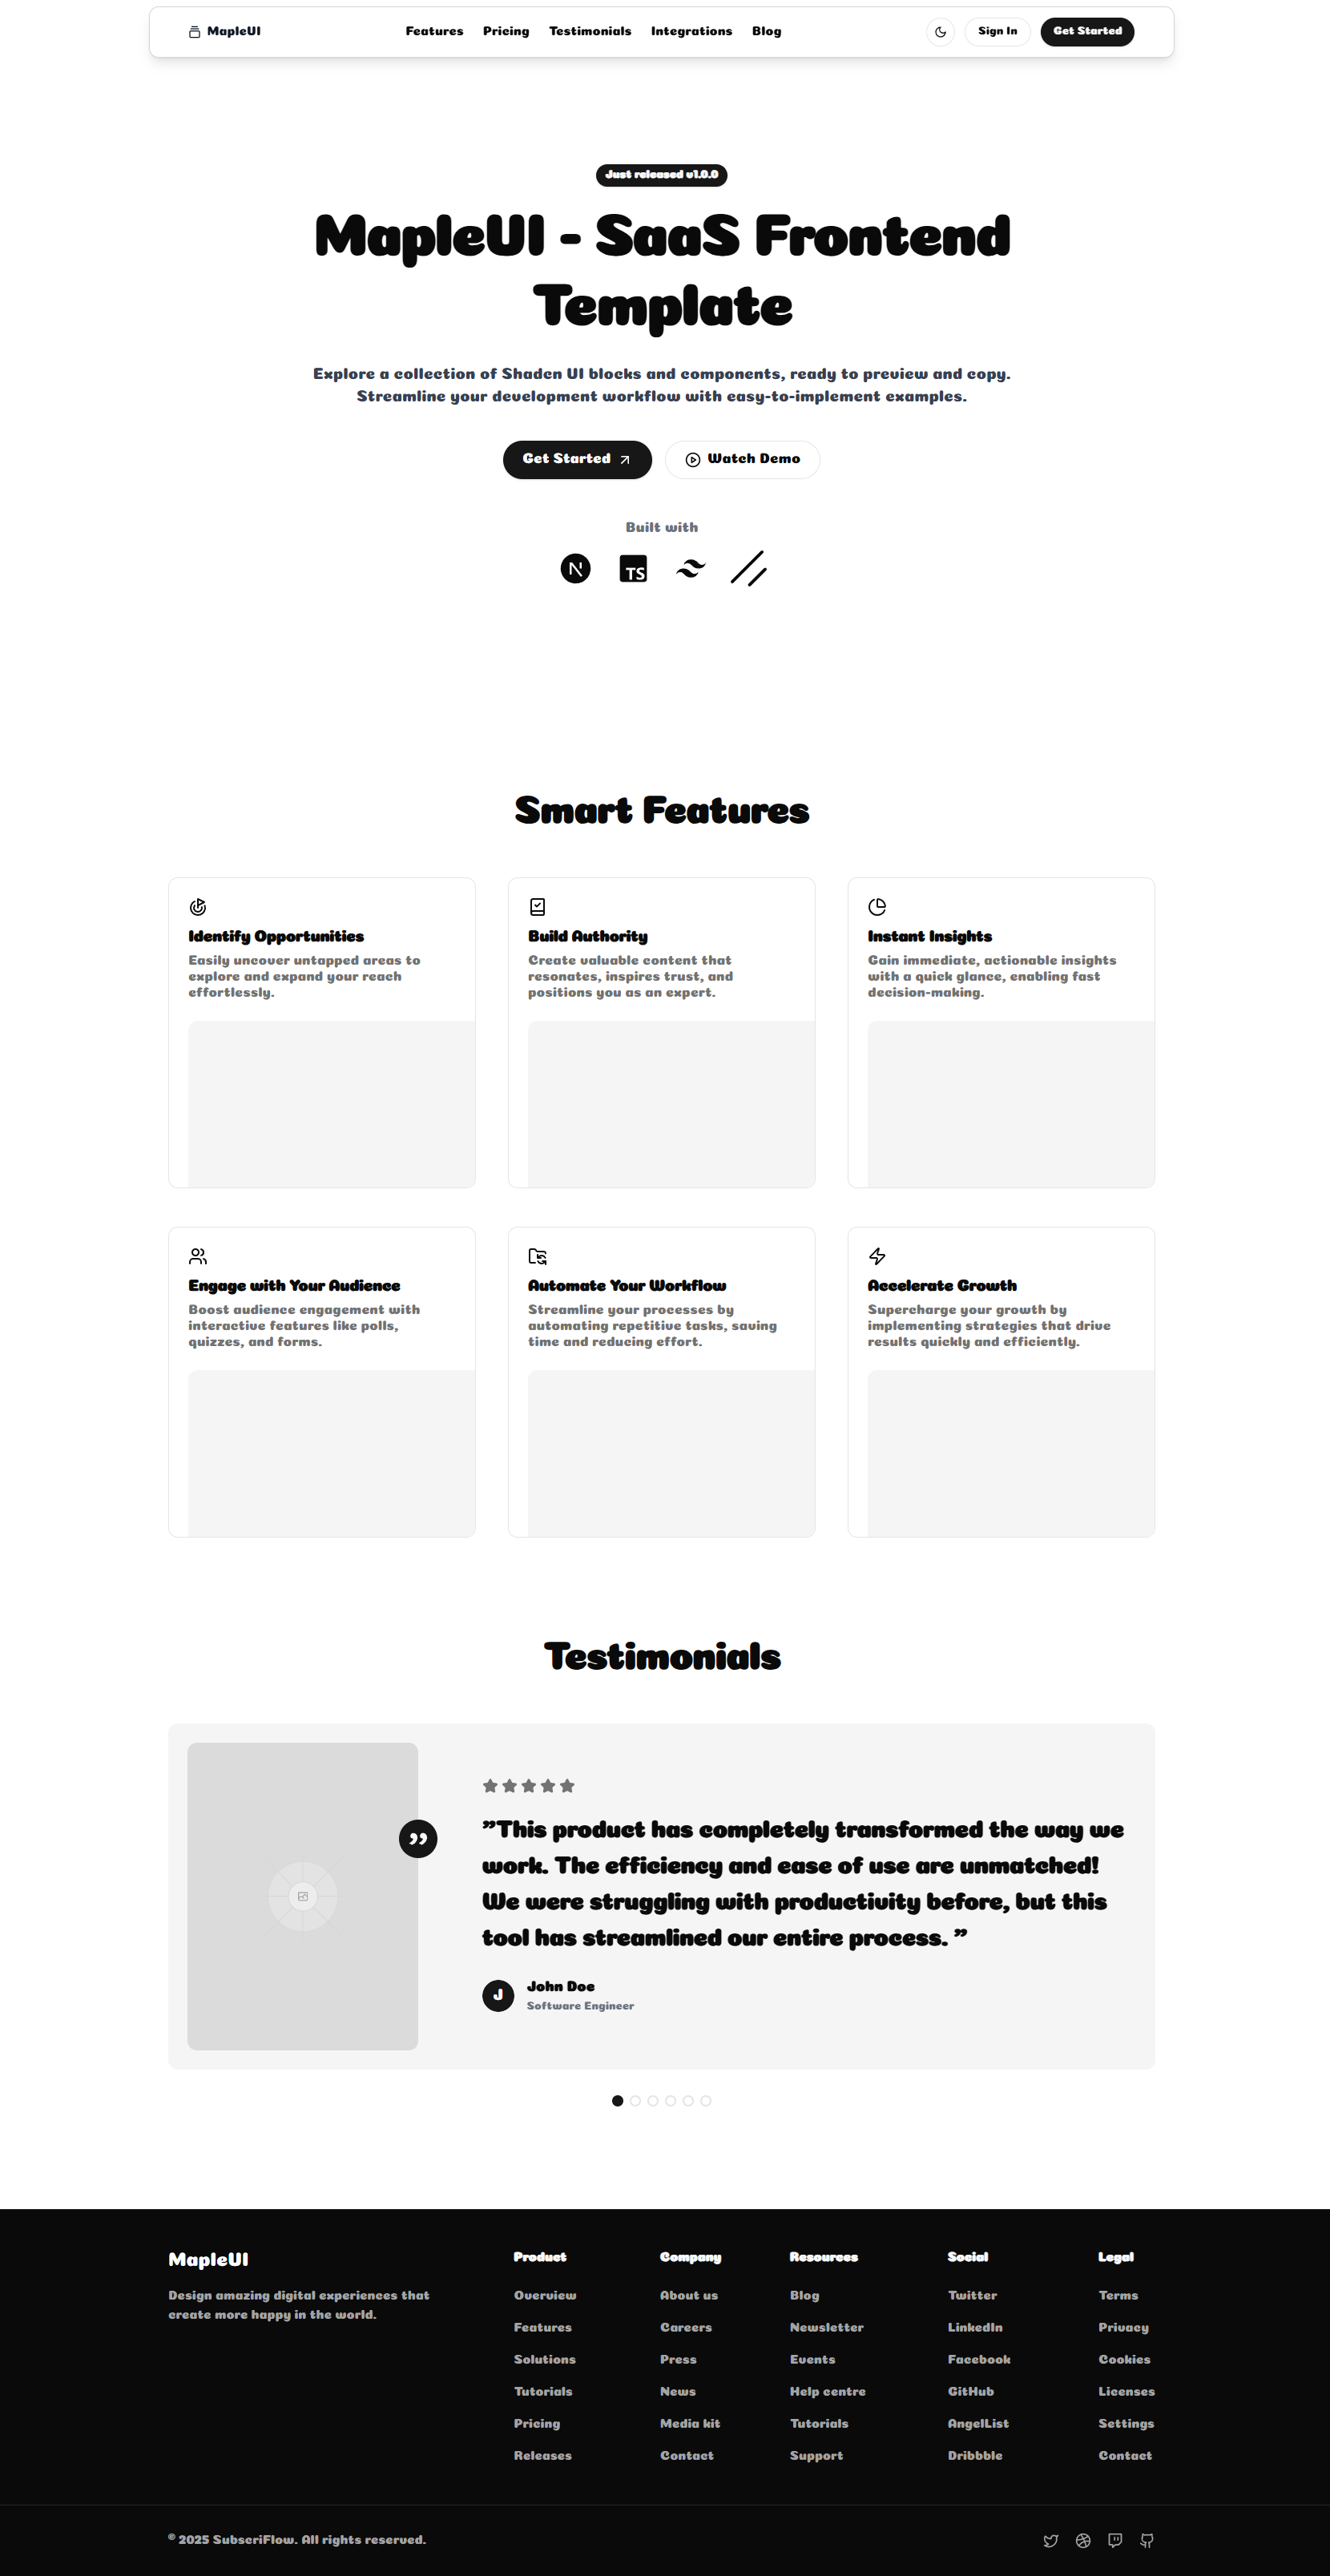 MapleUI
Features Pricing Testimonials Integrations Blog
Sign In
Get Started
Just released v1.0.0
MapleUI - SaaS Frontend
Template
Explore a collection of Shadcn UI blocks and components, ready to preview and copy.
Streamline your development workflow with easy-to-implement examples.
Get Started
Watch Demo
Built with
N
TS
Smart Features
Identify Opportunities
Easily uncover untapped areas to
explore and expand your reach
effortlessly.
Build Authority
Create valuable content that
resonates, inspires trust, and
positions you as an expert.
Instant Insights
Gain immediate, actionable insights
with a quick glance, enabling fast
decision-making.
Engage with Your Audience
Boost audience engagement with
interactive features like polls,
quizzes, and forms.
Automate Your Workflow
Streamline your processes by
automating repetitive tasks, saving
time and reducing effort.
Accelerate Growth
Supercharge your growth by
implementing strategies that drive
results quickly and efficiently.
Testimonials
"This product has completely transformed the way we
work. The efficiency and ease of use are unmatched!
We were struggling with productivity before, but this
tool has streamlined our entire process. "
J
John Doe
Software Engineer
MapleUI
Design amazing digital experiences that
create more happy in the world.
Product
Overview
Features
Solutions
Tutorials
Pricing
Releases
Company
About us
Careers
Press
News
Media kit
Contact
Resources
Blog
Newsletter
Events
Help centre
Tutorials
Support
Social
Twitter
LinkedIn
Facebook
GitHub
AngelList
Dribbble
Legal
Terms
Privacy
Cookies
Licenses
Settings
Contact
© 2025 SubscriFlow. All rights reserved.